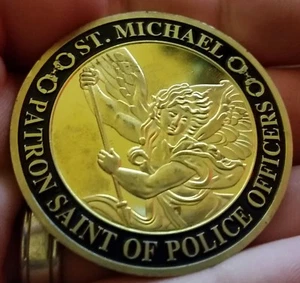 ST. MICHAEL
PATRON SAINT OF POLICE OFFICERS